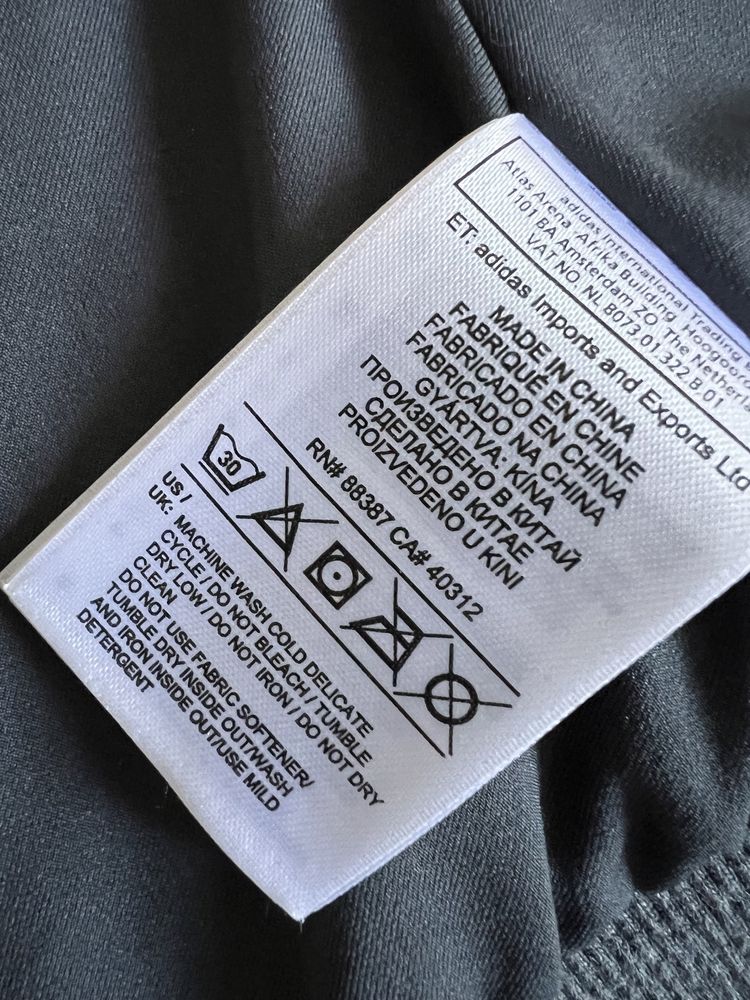 adidas International Trading
Atlas Arena Afrika Building, Hoogoo
1101 BA Amsterdam ZO, The Netherl
VAT NO. NL 8073.01.322.B.01
ET: adidas Imports and Exports Ltd
MADE IN CHINA
FABRIQUÉ EN CHINE
FABRICADO EN CHINA
FABRICADO NA CHINA
GYÁRTVA: KÍNA
ПРОИЗВЕДЕНО В КИТАЙ
СДЕЛАНО В КИТАЕ
PROIZVEDENO U KINI
RN# 88387 CA# 40312
30
US /
UK: MACHINE WASH COLD DELICATE
CYCLE / DO NOT BLEACH / TUMBLE
DRY LOW / DO NOT IRON / DO NOT DRY
CLEAN
DO NOT USE FABRIC SOFTENER/
TUMBLE DRY INSIDE OUT/WASH
AND IRON INSIDE OUT/USE MILD
DETERGENT